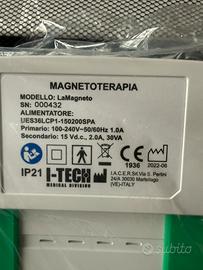 MAGNETOTERAPIA
MODELLO: LaMagneto
SN: 000432
ALIMENTATORE:
UES36LCP1-150200SPA
Primario: 100-240V~50/60Hz 1.0A
Secondario: 15 Vd.c. 2.0A, 30VA
1936
2022-06
I.A.C.E.R. Srl Via S. Pertini
24/A 30030 Martellago
(VE)-ITALY
IP21
I-TECH
MEDICAL DIVISION
subito